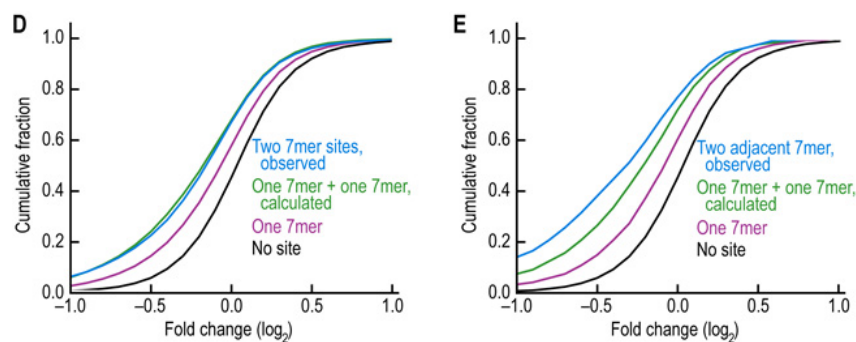 D
Cumulative fraction
1.0
0.8
0.6
0.4
0.2
0.0
Two 7mer sites,
observed
One 7mer + one 7mer,
calculated
One 7mer
No site
–1.0
–0.5
0.0
0.5
1.0
Fold change (log2)
E
Cumulative fraction
1.0
0.8
0.6
0.4
0.2
0.0
Two adjacent 7mer,
observed
One 7mer + one 7mer,
calculated
One 7mer
No site
–1.0
–0.5
0.0
0.5
1.0
Fold change (log2)